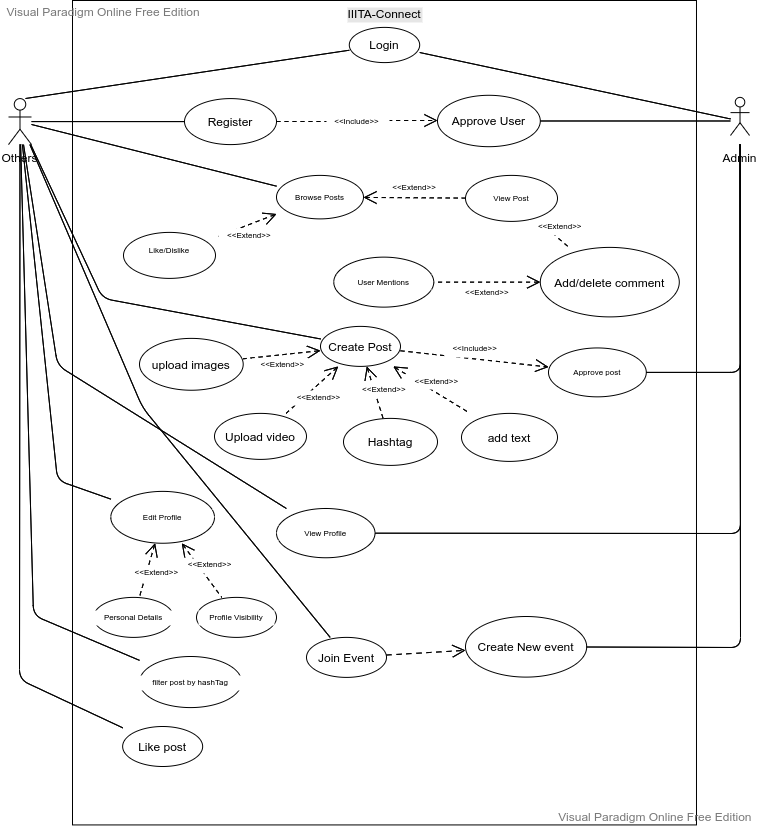 Visual Paradigm Online Free Edition
IIITA-Connect
Login
Register
<<Include>>
Approve User
Others
Admin
Browse Posts
<<Extend>>
View Post
Like/Dislike
<<Extend>>
<<Extend>>
User Mentions
<<Extend>>
Add/delete comment
Create Post
<<Include>>
upload images
<<Extend>>
Approve post
<<Extend>>
<<Extend>>
<<Extend>>
Upload video
Hashtag
add text
Edit Profile
View Profile
<<Extend>>
<<Extend>>
Personal Details
Profile Visibility
Join Event
Create New event
filter post by hashTag
Like post
Visual Paradigm Online Free Edition